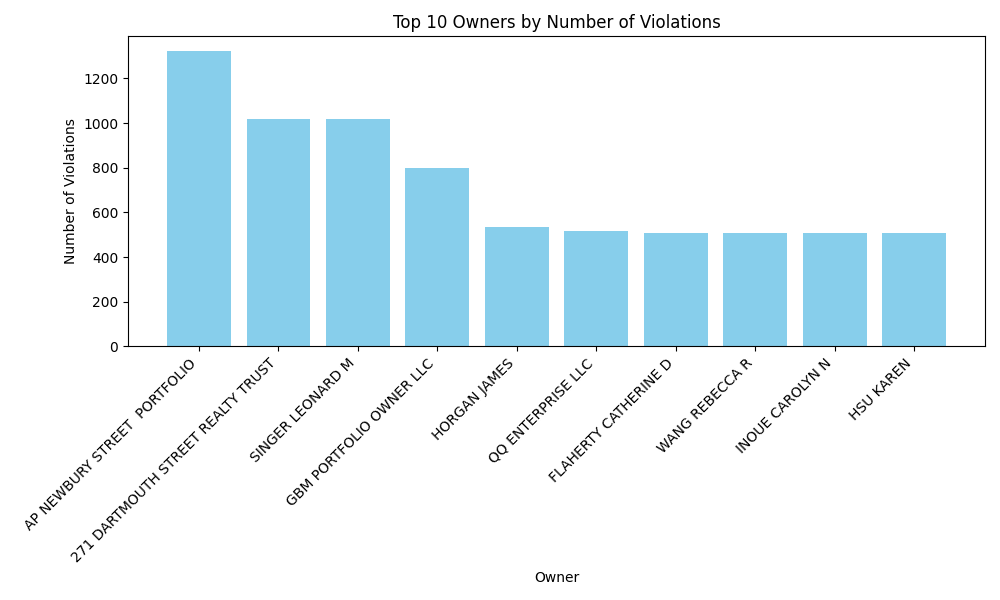 Top 10 Owners by Number of Violations
Number of Violations
1200
1000
800
600
400
200
0
AP NEWBURY STREET  PORTFOLIO
271 DARTMOUTH STREET REALTY TRUST
SINGER LEONARD M
GBM PORTFOLIO OWNER LLC
HORGAN JAMES
QQ ENTERPRISE LLC
FLAHERTY CATHERINE D
WANG REBECCA R
INOUE CAROLYN N
HSU KAREN
Owner